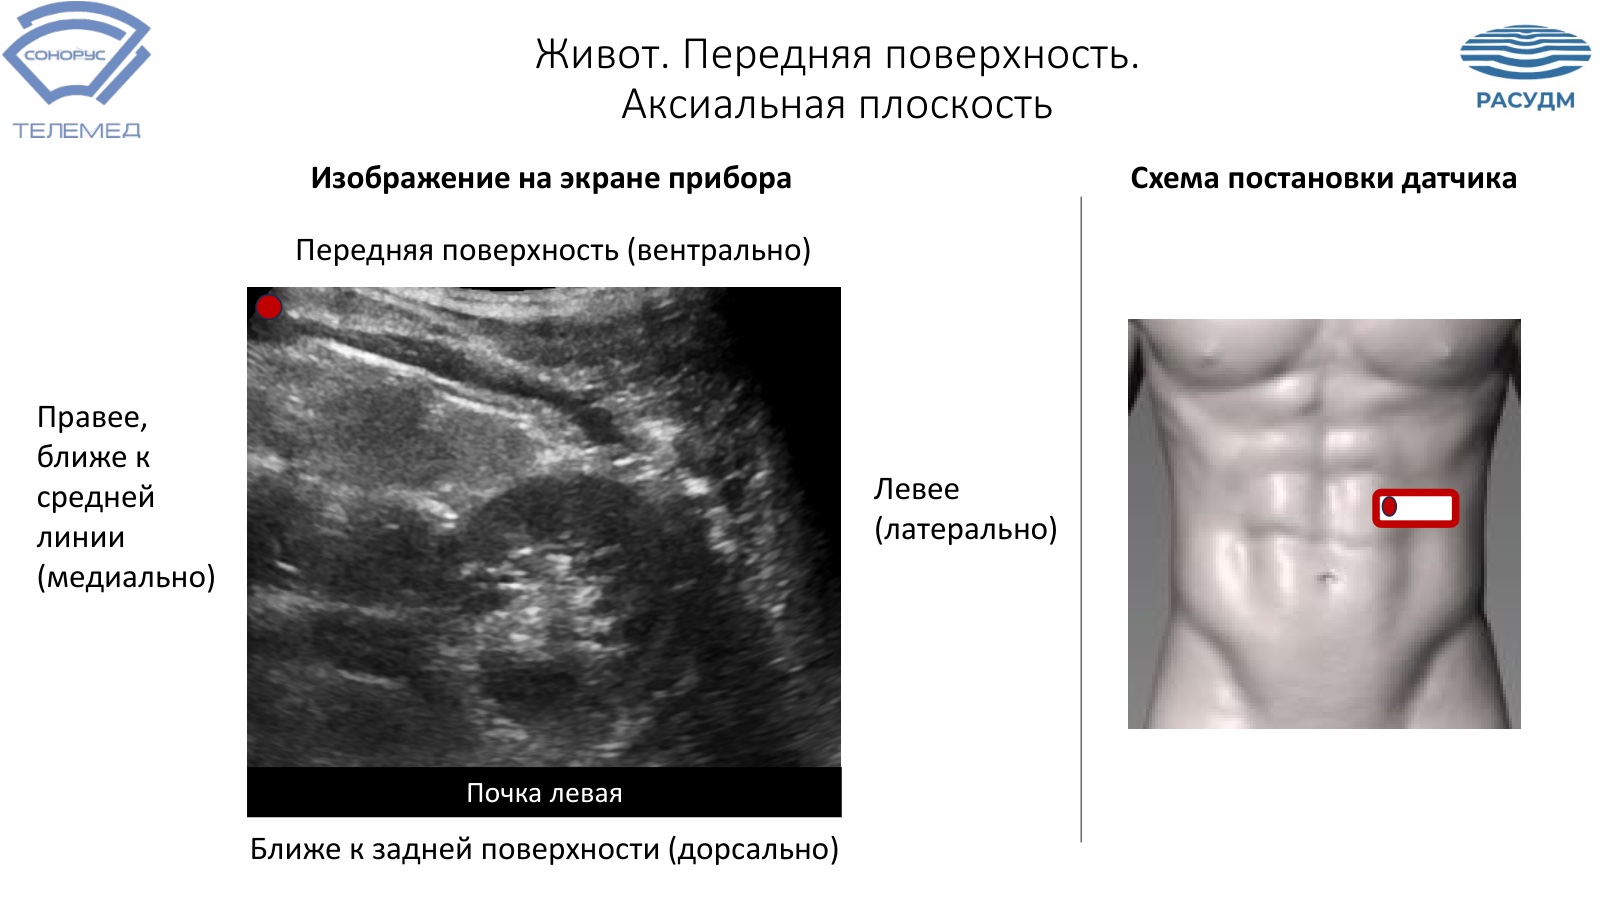 СОНОРУС
ТЕЛЕМЕД
Живот. Передняя поверхность.
Аксиальная плоскость
РАСУДМ
Изображение на экране прибора
Схема постановки датчика
Передняя поверхность (вентрально)
Правее,
ближе к
средней
линии
(медиально)
Левее
(латерально)
Почка левая
Ближе к задней поверхности (дорсально)